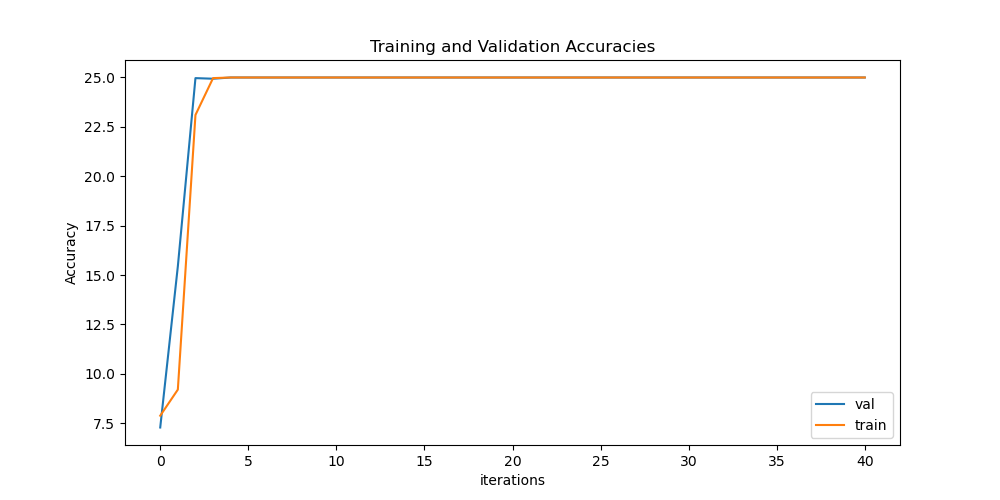 Training and Validation Accuracies
Accuracy
25.0
22.5
20.0
17.5
15.0
12.5
10.0
7.5
val
train
0 5 10 15 20 25 30 35 40
iterations